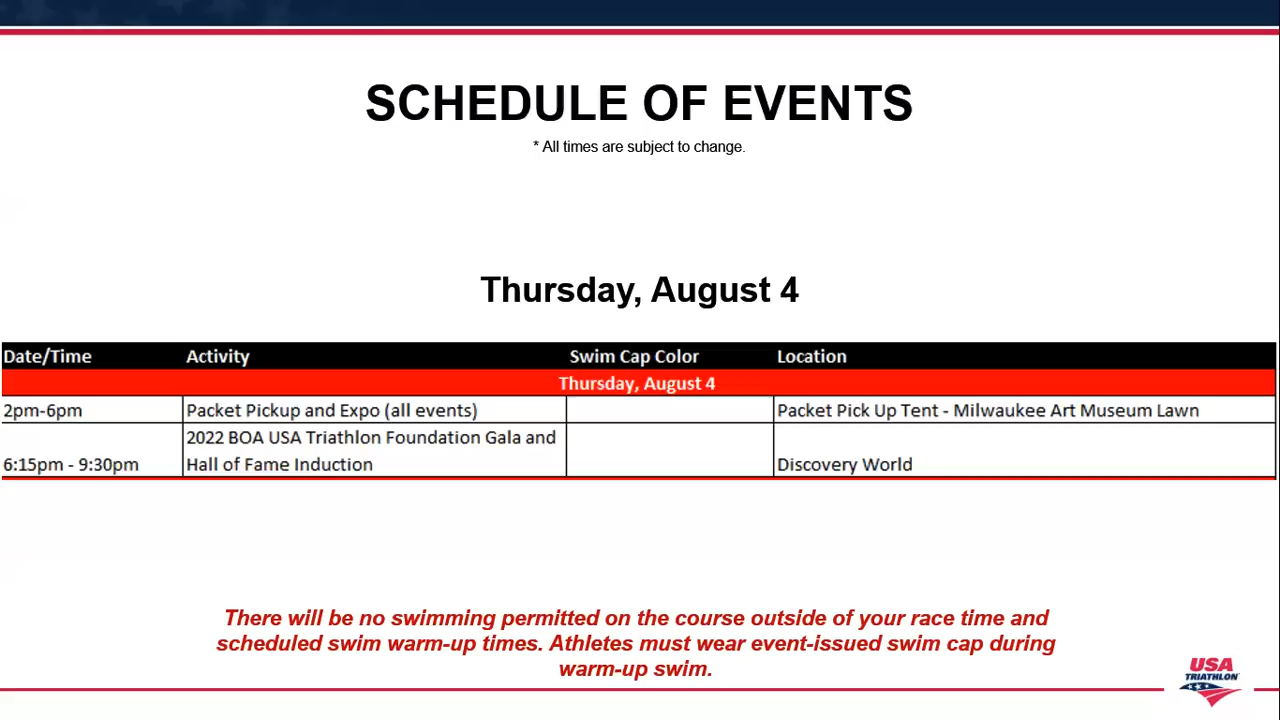 SCHEDULE OF EVENTS
* All times are subject to change.
Thursday, August 4
Date/Time Activity Swim Cap Color Location
Thursday, August 4
2pm-6pm Packet Pickup and Expo (all events) Packet Pick Up Tent - Milwaukee Art Museum Lawn
2022 BOA USA Triathlon Foundation Gala and
6:15pm - 9:30pm Hall of Fame Induction Discovery World
There will be no swimming permitted on the course outside of your race time and
scheduled swim warm-up times. Athletes must wear event-issued swim cap during
warm-up swim.
USA
TRIATHLON